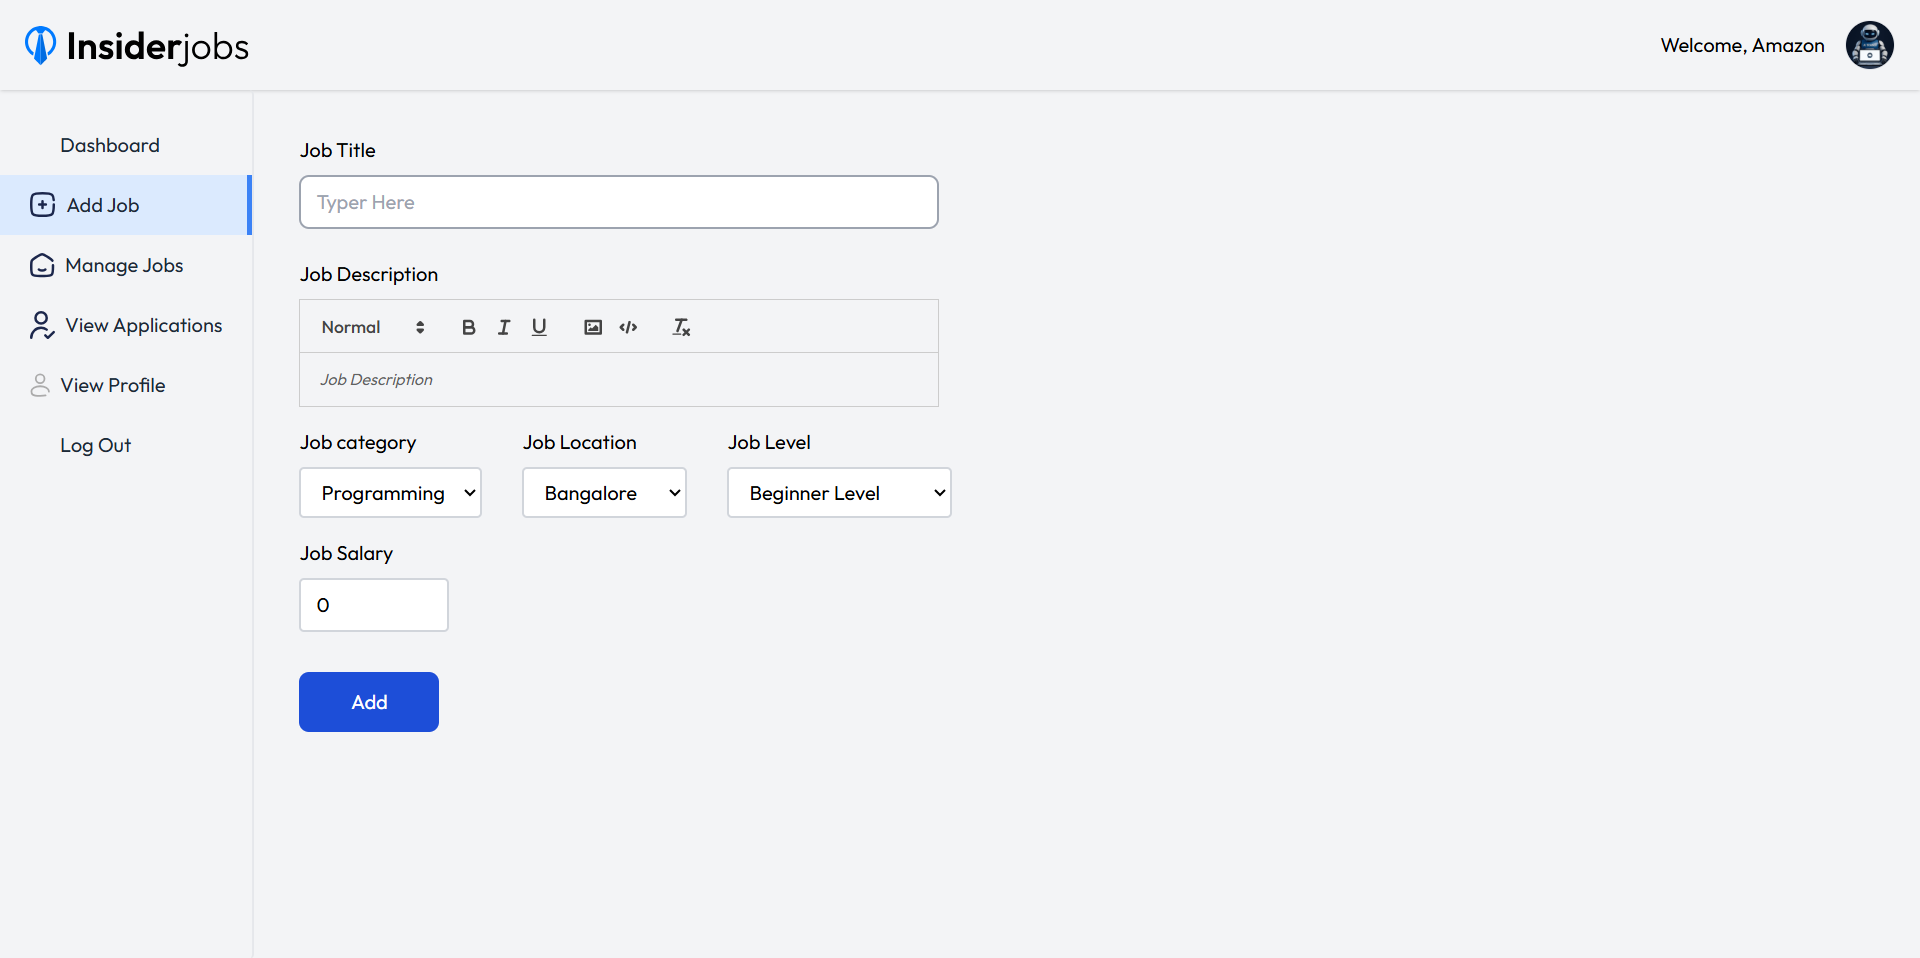 Insiderjobs
Welcome, Amazon
Dashboard
Add Job
Manage Jobs
View Applications
View Profile
Log Out
Job Title
Typer Here
Job Description
Normal
Job Description
Job category
Job Location
Job Level
Programming
Bangalore
Beginner Level
Job Salary
0
Add